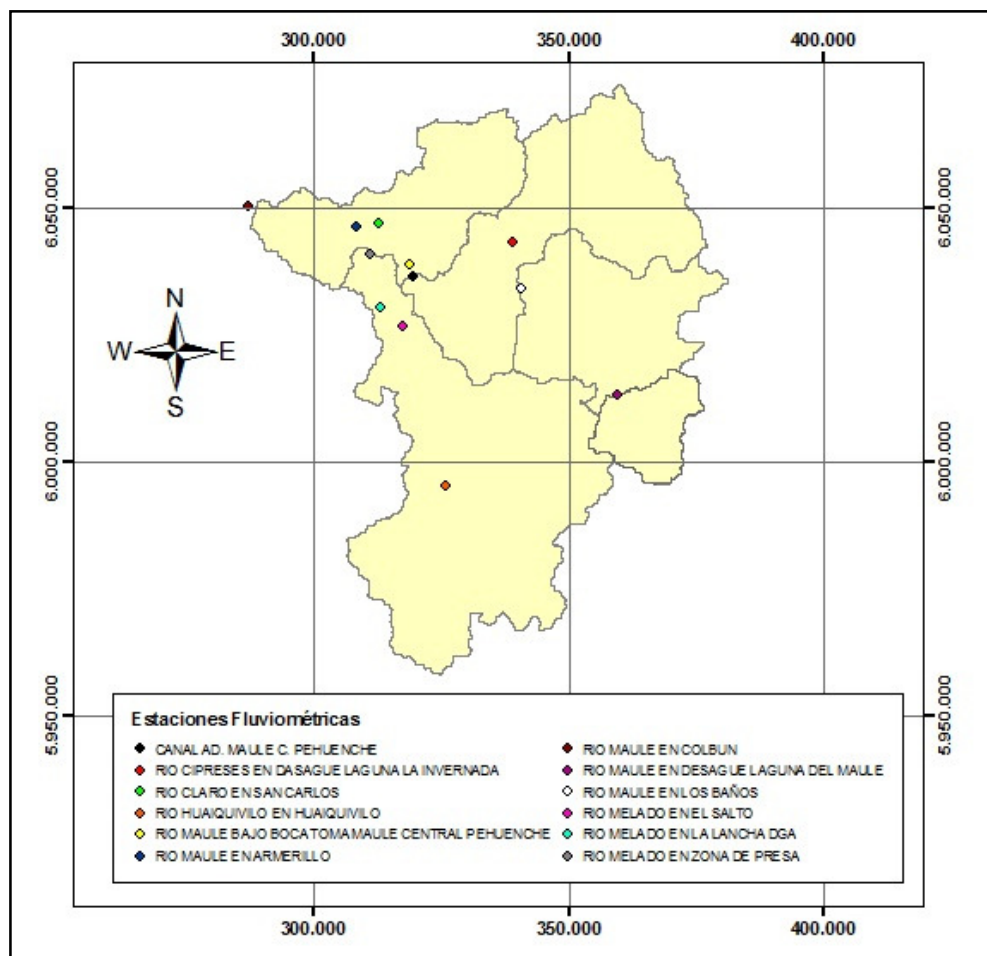 300.000 350.000 400.000
6.050.000 6.050.000
N
W E
S
6.000.000 6.000.000
5.950.000 5.950.000
Estaciones Fluviométricas
CANAL AD. MAULE C. PEHUENCHE
RIO CIPRESES EN DASAGUE LAGUNA LA INVERNADA
RIO CLARO EN SAN CARLOS
RIO HUAIQUIVILO EN HUAIQUIVILO
RIO MAULE BAJO BOCATOMA MAULE CENTRAL PEHUENCHE
RIO MAULE EN ARMERILLO
RIO MAULE EN COLBUN
RIO MAULE EN DESAGUE LAGUNA DEL MAULE
RIO MAULE EN LOS BAÑOS
RIO MELADO EN EL SALTO
RIO MELADO EN LA LANCHA DGA
RIO MELADO EN ZONA DE PRESA
300.000 350.000 400.000